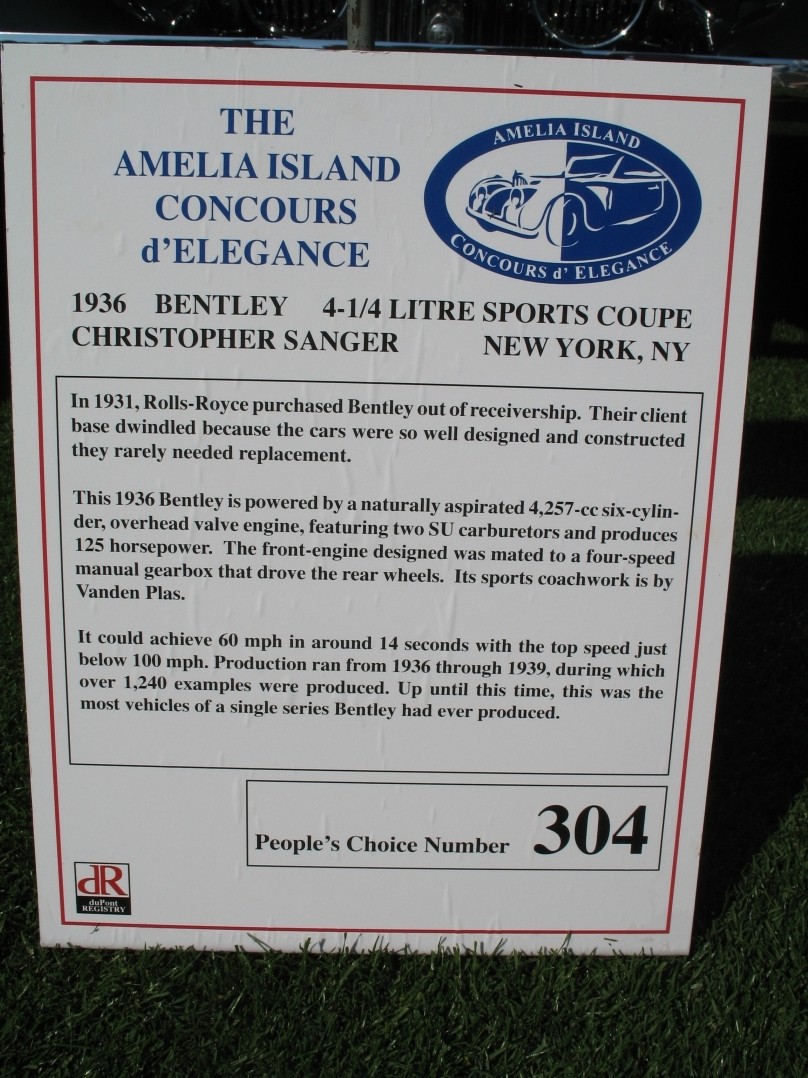 THE
AMELIA ISLAND
CONCOURS
d'ELEGANCE
AMELIA ISLAND
CONCOURS d' ELEGANCE
1936 BENTLEY 4-1/4 LITRE SPORTS COUPE
CHRISTOPHER SANGER NEW YORK, NY
In 1931, Rolls-Royce purchased Bentley out of receivership. Their client
base dwindled because the cars were so well designed and constructed
they rarely needed replacement.
This 1936 Bentley is powered by a naturally aspirated 4,257-cc six-cylin-
der, overhead valve engine, featuring two SU carburetors and produces
125 horsepower. The front-engine designed was mated to a four-speed
manual gearbox that drove the rear wheels. Its sports coachwork is by
Vanden Plas.
It could achieve 60 mph in around 14 seconds with the top speed just
below 100 mph. Production ran from 1936 through 1939, during which
over 1,240 examples were produced. Up until this time, this was the
most vehicles of a single series Bentley had ever produced.
People's Choice Number 304
dR
duPont
REGISTRY